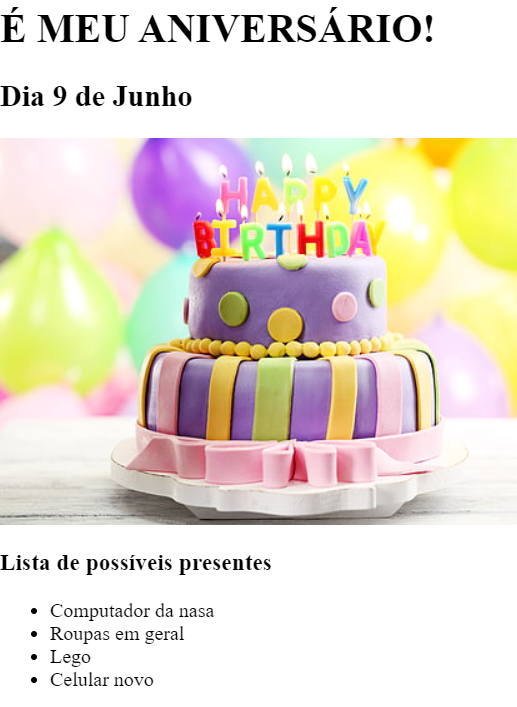 É MEU ANIVERSÁRIO!
Dia 9 de Junho
HAPPY
BIRTHDAY
Lista de possíveis presentes
Computador da nasa
Roupas em geral
Lego
Celular novo